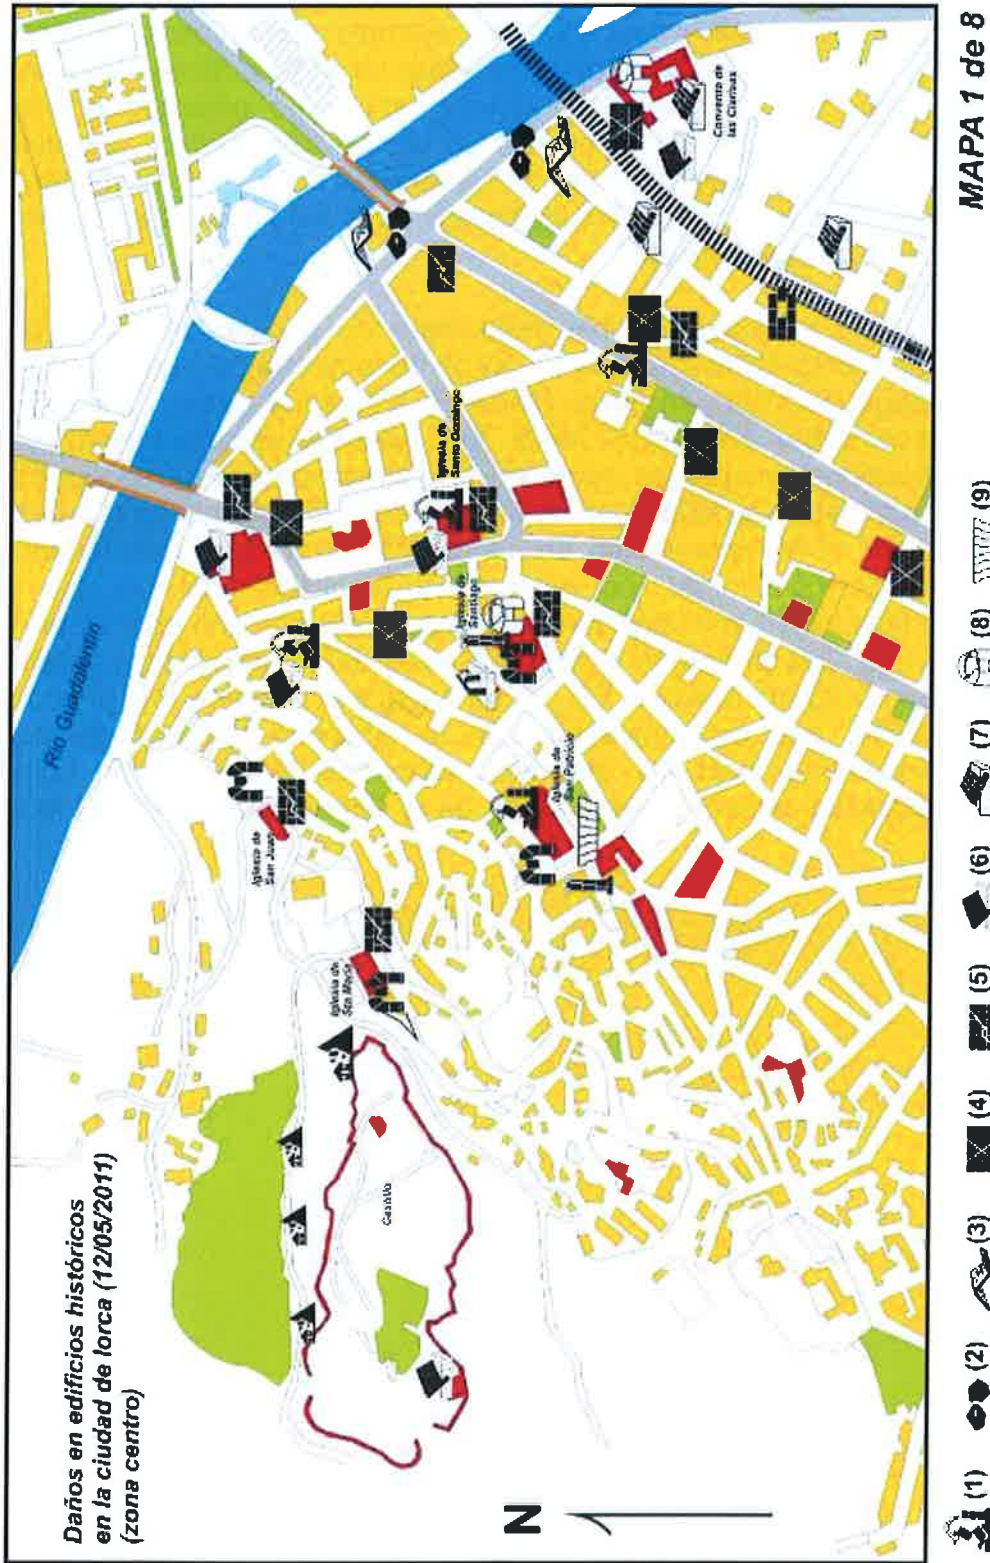 Daños en edificios históricos
en la ciudad de lorca (12/05/2011)
(zona centro)
Río Guadalentín
Iglesia de
San Juan
Iglesia de
Sta María
Castillo
Iglesia de
Santo Domingo
Iglesia de
Santiago
Iglesia de
San Patricio
Convento de
las Clarisas
N
(1)
(2)
(3)
(4)
(5)
(6)
(7)
(8)
(9)
MAPA 1 de 8